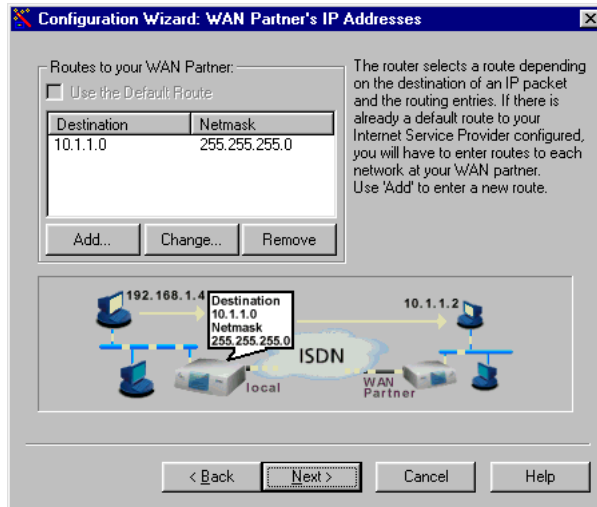 Configuration Wizard: WAN Partner's IP Addresses
Routes to your WAN Partner:
Use the Default Route
Destination Netmask
10.1.1.0 255.255.255.0
Add... Change... Remove
The router selects a route depending
on the destination of an IP packet
and the routing entries. If there is
already a default route to your
Internet Service Provider configured,
you will have to enter routes to each
network at your WAN partner.
Use 'Add' to enter a new route.
192.168.1.4
Destination
10.1.1.0
Netmask
255.255.255.0
10.1.1.2
ISDN
local
WAN
Partner
< Back Next > Cancel Help